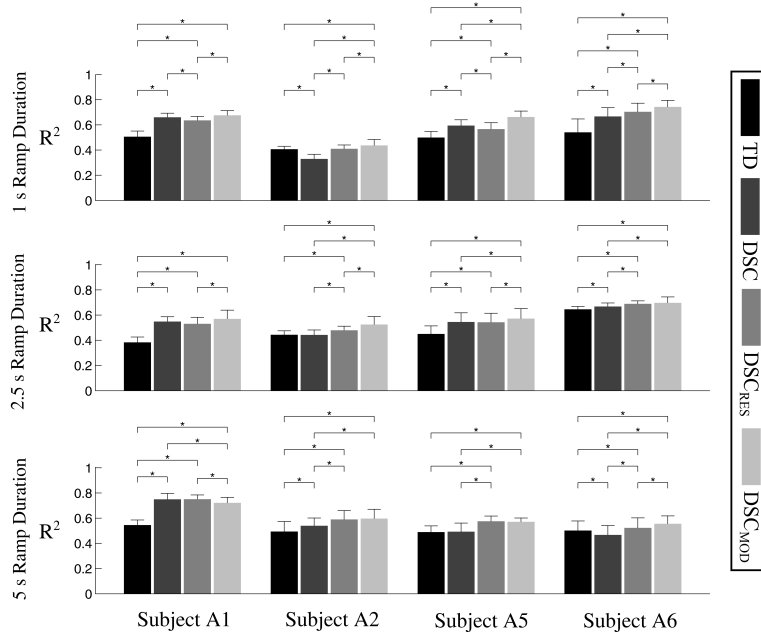 1 s Ramp Duration
R²
1
0.8
0.6
0.4
0.2
0
* * * * * *
* * * * *
* * * * * *
* * * * * *
2.5 s Ramp Duration
R²
1
0.8
0.6
0.4
0.2
0
* * * *
* * * * *
* * * * *
* * * * *
5 s Ramp Duration
R²
1
0.8
0.6
0.4
0.2
0
* * * * *
* * * * *
* * * *
* * * * * *
Subject A1 Subject A2 Subject A5 Subject A6
TD
DSC
DSC_RES
DSC_MOD